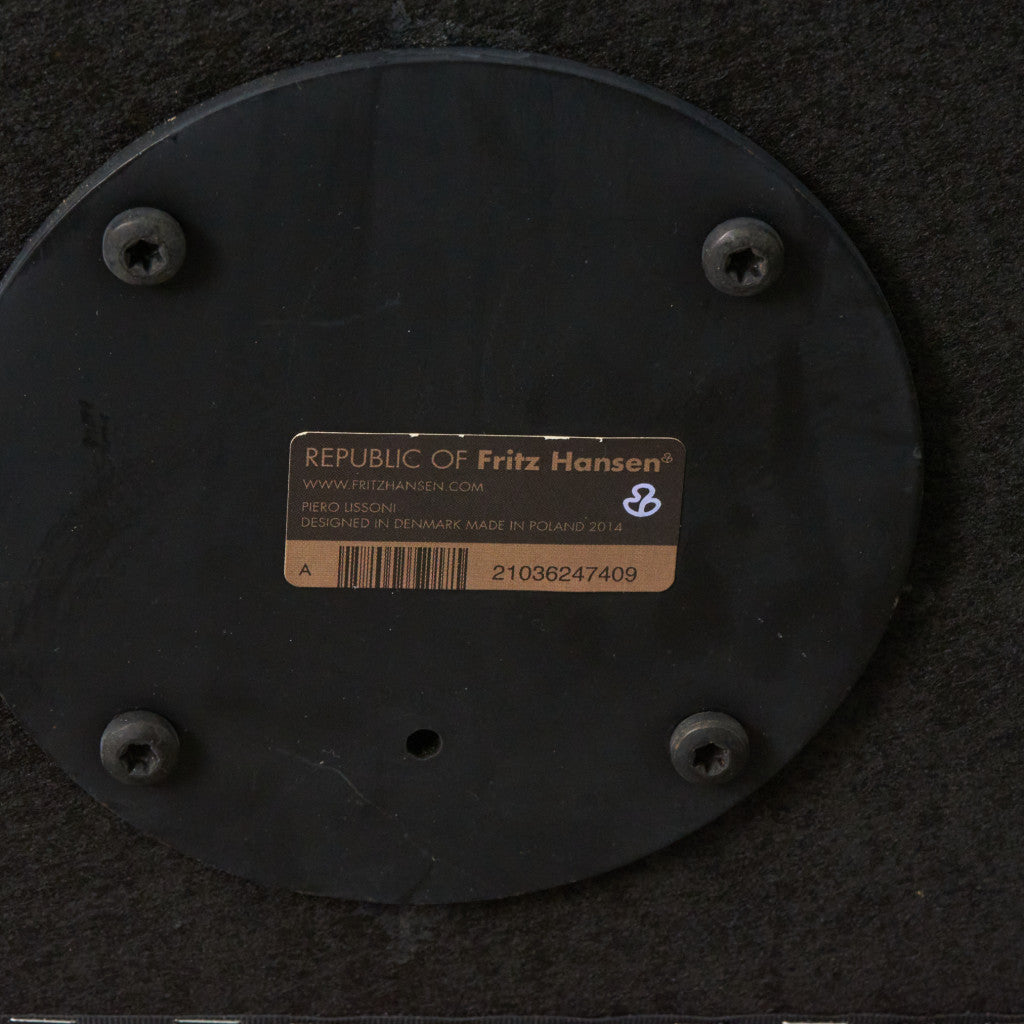 REPUBLIC OF Fritz Hansen
WWW.FRITZHANSEN.COM
PIERO LISSONI
DESIGNED IN DENMARK MADE IN POLAND 2014
A 21036247409